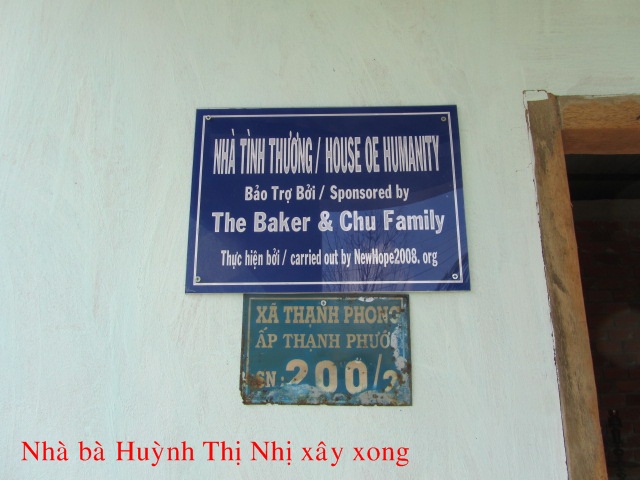 NHÀ TÌNH THƯƠNG / HOUSE OE HUMANITY
Bảo Trợ Bởi / Sponsored by
The Baker & Chu Family
Thực hiện bởi / carried out by NewHope2008. org
XÃ THẠNH PHONG
ẤP THẠNH PHƯỚC
SN: 200/2
Nhà bà Huỳnh Thị Nhị xây xong